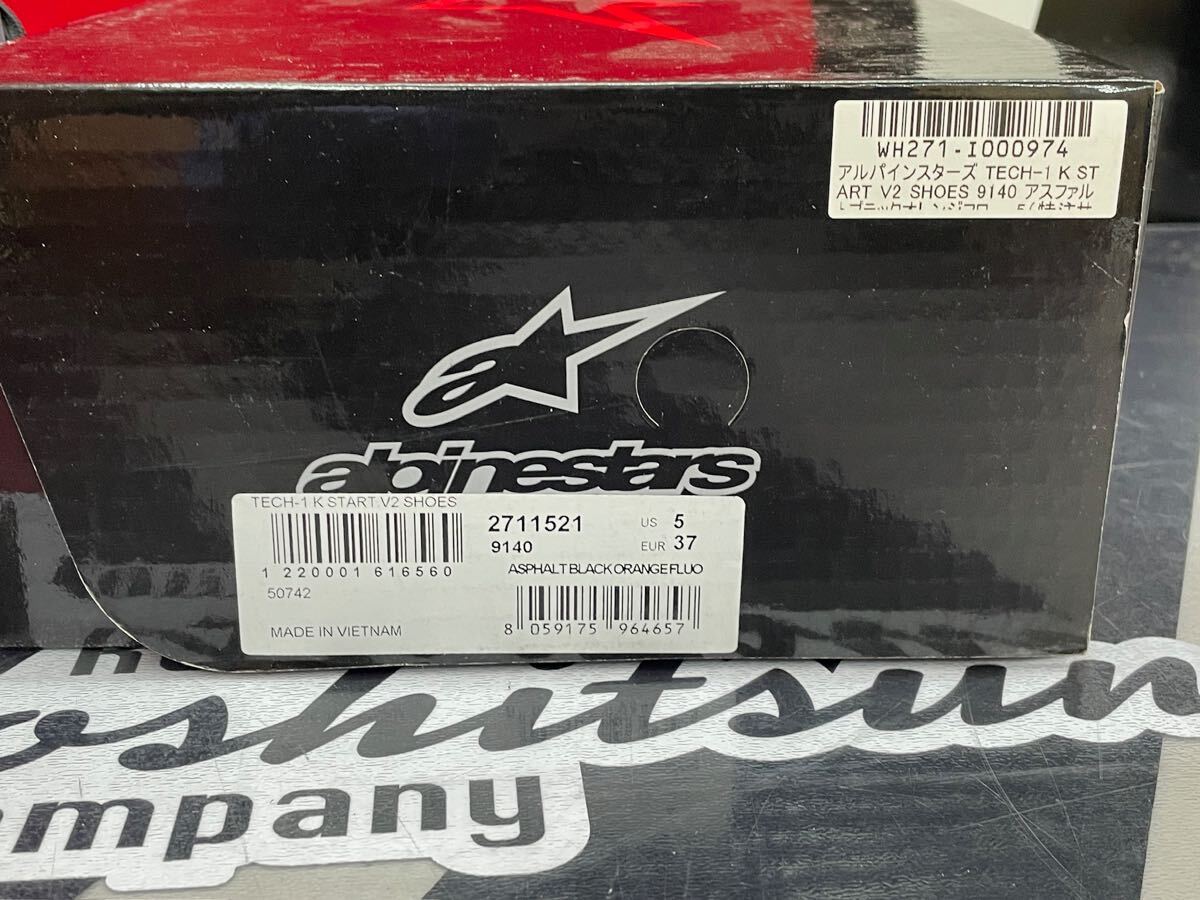 WH271-I000974
アルパインスターズ TECH-1 K ST
ART V2 SHOES 9140 アスファル
alpinestars
TECH-1 K START V2 SHOES
2711521
US 5
9140
EUR 37
1 220001 616560
ASPHALT BLACK ORANGE FLUO
50742
MADE IN VIETNAM
8 059175 964657